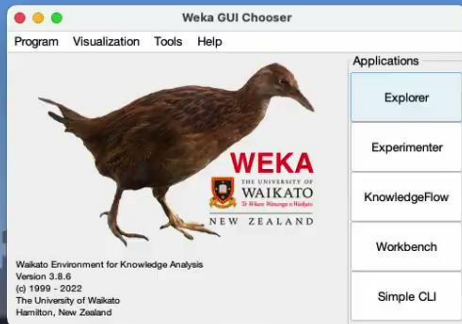 Weka GUI Chooser
Program Visualization Tools Help
Applications
Explorer
Experimenter
KnowledgeFlow
Workbench
Simple CLI
WEKA
THE UNIVERSITY OF
WAIKATO
Te Whare Wānanga o Waikato
NEW ZEALAND
Waikato Environment for Knowledge Analysis
Version 3.8.6
(c) 1999 - 2022
The University of Waikato
Hamilton, New Zealand